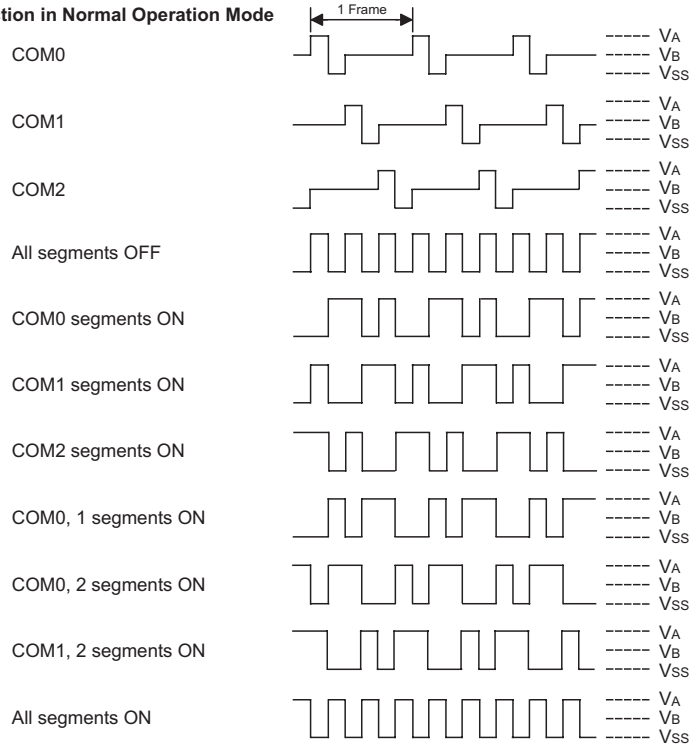 ction in Normal Operation Mode
1 Frame
COM0
VA
VB
VSS
COM1
VA
VB
VSS
COM2
VA
VB
VSS
All segments OFF
VA
VB
VSS
COM0 segments ON
VA
VB
VSS
COM1 segments ON
VA
VB
VSS
COM2 segments ON
VA
VB
VSS
COM0, 1 segments ON
VA
VB
VSS
COM0, 2 segments ON
VA
VB
VSS
COM1, 2 segments ON
VA
VB
VSS
All segments ON
VA
VB
VSS